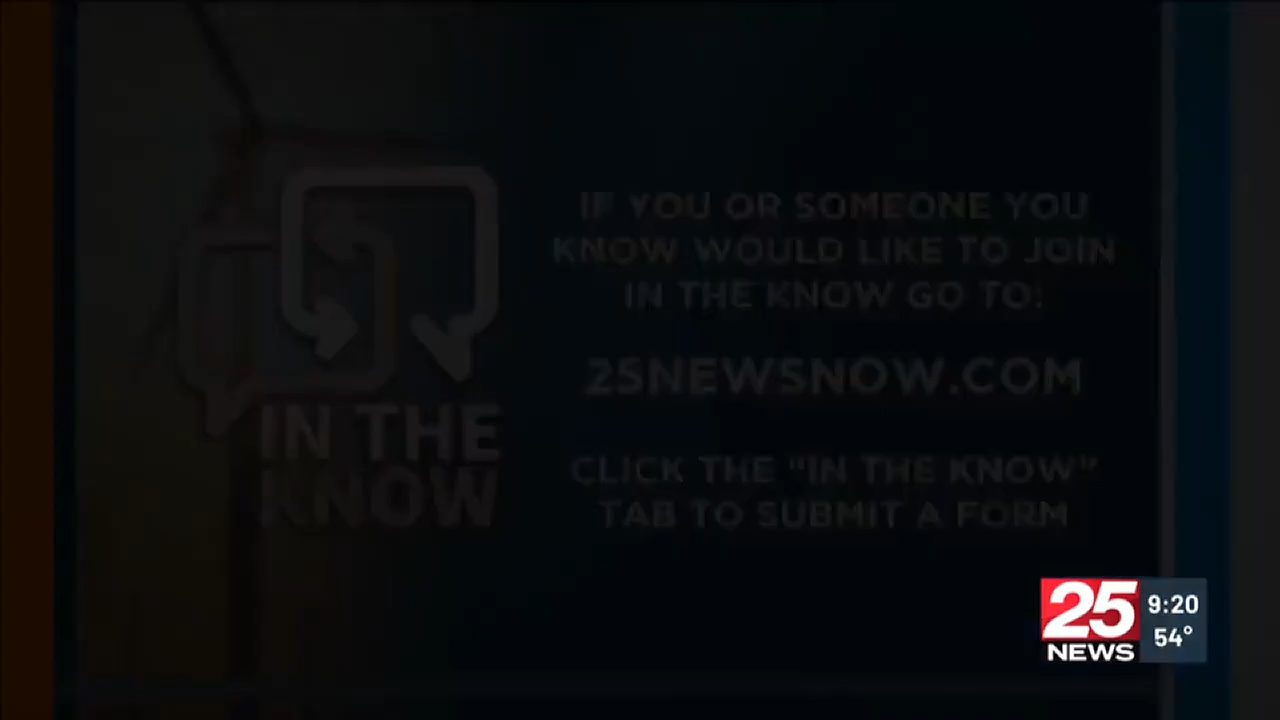 IF YOU OR SOMEONE YOU
KNOW WOULD LIKE TO JOIN
IN THE KNOW GO TO:
25NEWSNOW.COM
CLICK THE "IN THE KNOW"
TAB TO SUBMIT A FORM
IN THE
KNOW
25
NEWS
9:20
54°